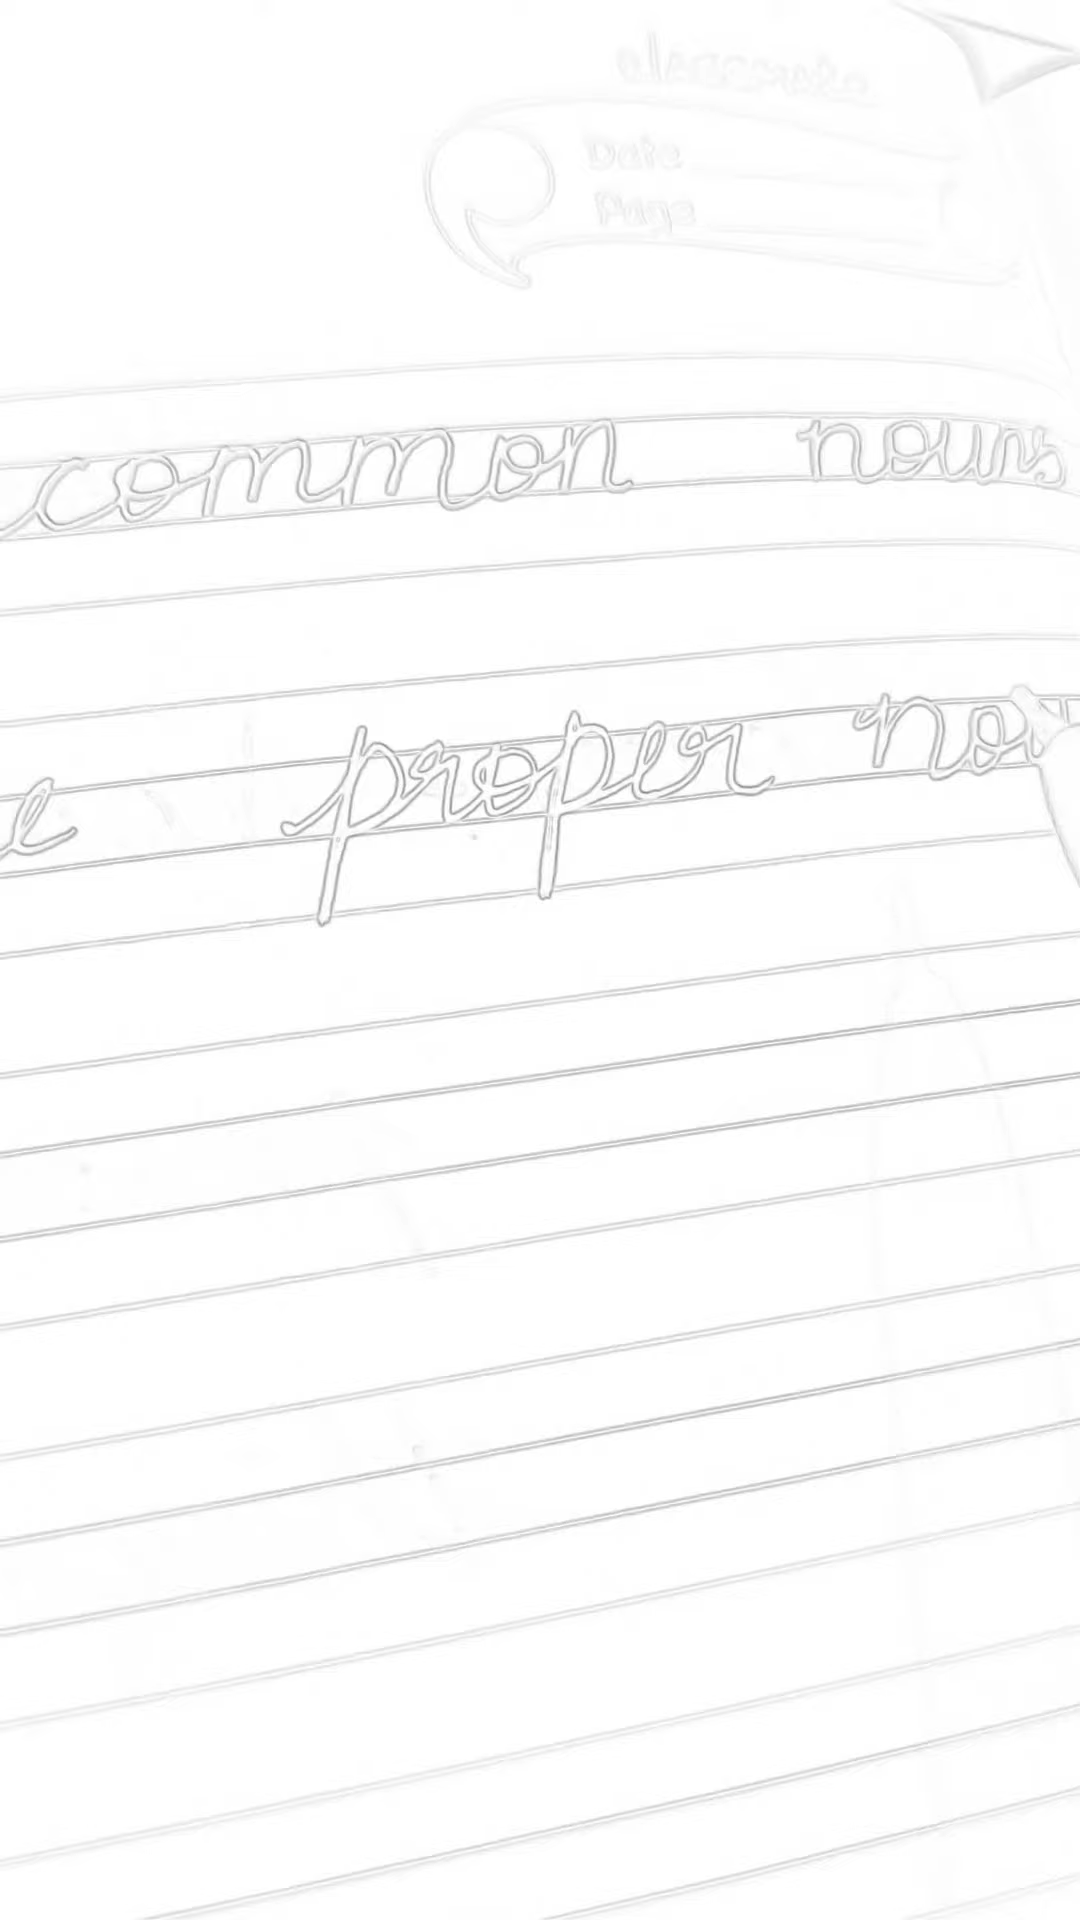 classmate
Date
Page
common nouns
proper